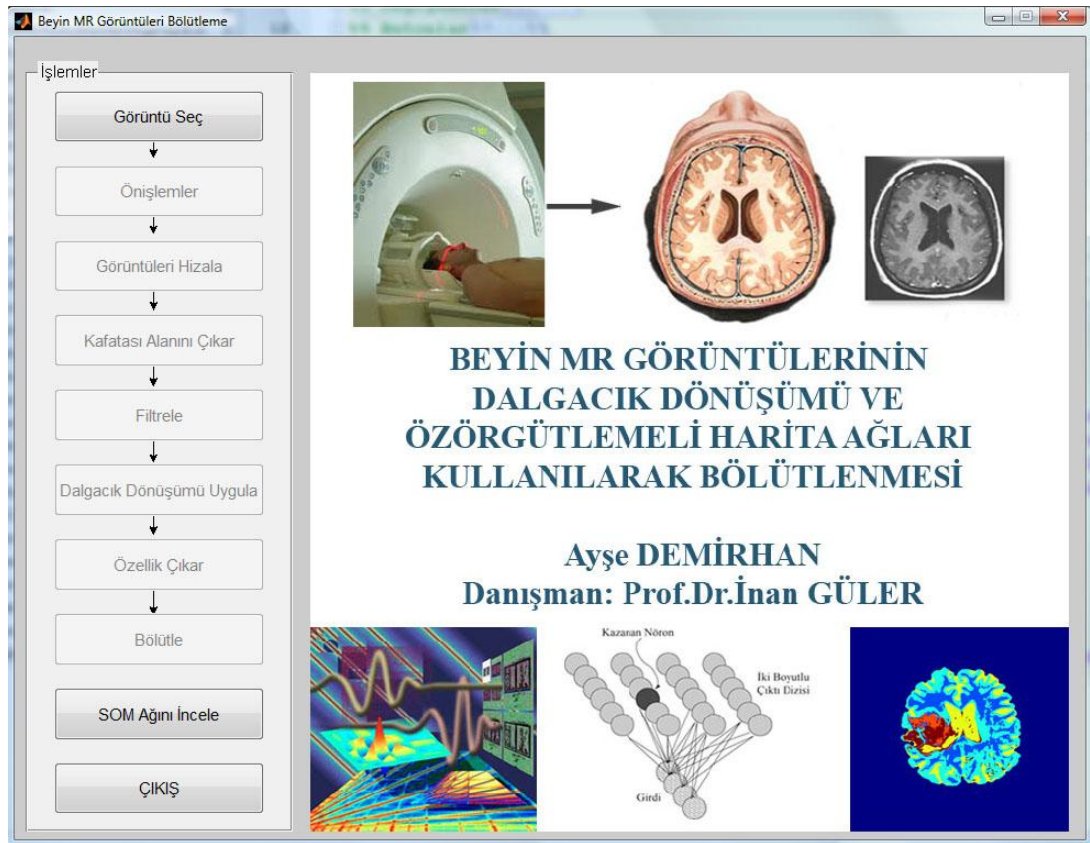 Beyin MR Görüntüleri Bölütleme
İşlemler
Görüntü Seç
Önişlemler
Görüntüleri Hizala
Kafatası Alanını Çıkar
Filtrele
Dalgacık Dönüşümü Uygula
Özellik Çıkar
Bölütle
SOM Ağını İncele
ÇIKIŞ
BEYİN MR GÖRÜNTÜLERİNİN
DALGACIK DÖNÜŞÜMÜ VE
ÖZÖRGÜTLEMELİ HARİTA AĞLARI
KULLANILARAK BÖLÜTLENMESİ
Ayşe DEMİRHAN
Danışman: Prof.Dr.İnan GÜLER
Kazanan Nöron
İki Boyutlu
Çıktı Dizisi
Girdi